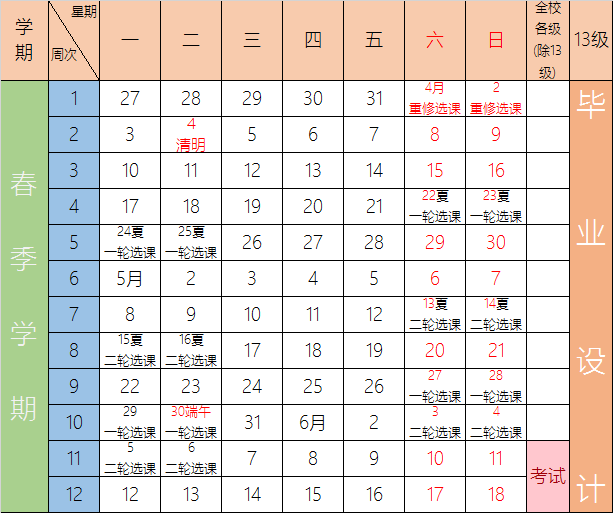 学期 星期 周次 一 二 三 四 五 六 日 全校各级(除13级) 13级
春季学期 毕业设计
1 27 28 29 30 31 4月重修选课 2重修选课
2 3 4清明 5 6 7 8 9
3 10 11 12 13 14 15 16
4 17 18 19 20 21 22夏一轮选课 23夏一轮选课
5 24夏一轮选课 25夏一轮选课 26 27 28 29 30
6 5月 2 3 4 5 6 7
7 8 9 10 11 12 13夏二轮选课 14夏二轮选课
8 15夏二轮选课 16夏二轮选课 17 18 19 20 21
9 22 23 24 25 26 27一轮选课 28一轮选课
10 29一轮选课 30端午一轮选课 31 6月 2 3二轮选课 4二轮选课
11 5二轮选课 6二轮选课 7 8 9 10 11 考试
12 12 13 14 15 16 17 18